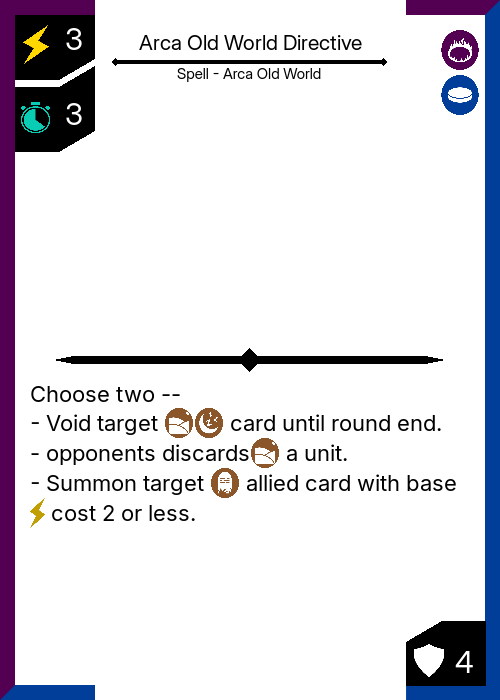 3
Arca Old World Directive
Spell - Arca Old World
3
Choose two --
- Void target card until round end.
- opponents discards a unit.
- Summon target allied card with base
cost 2 or less.
4